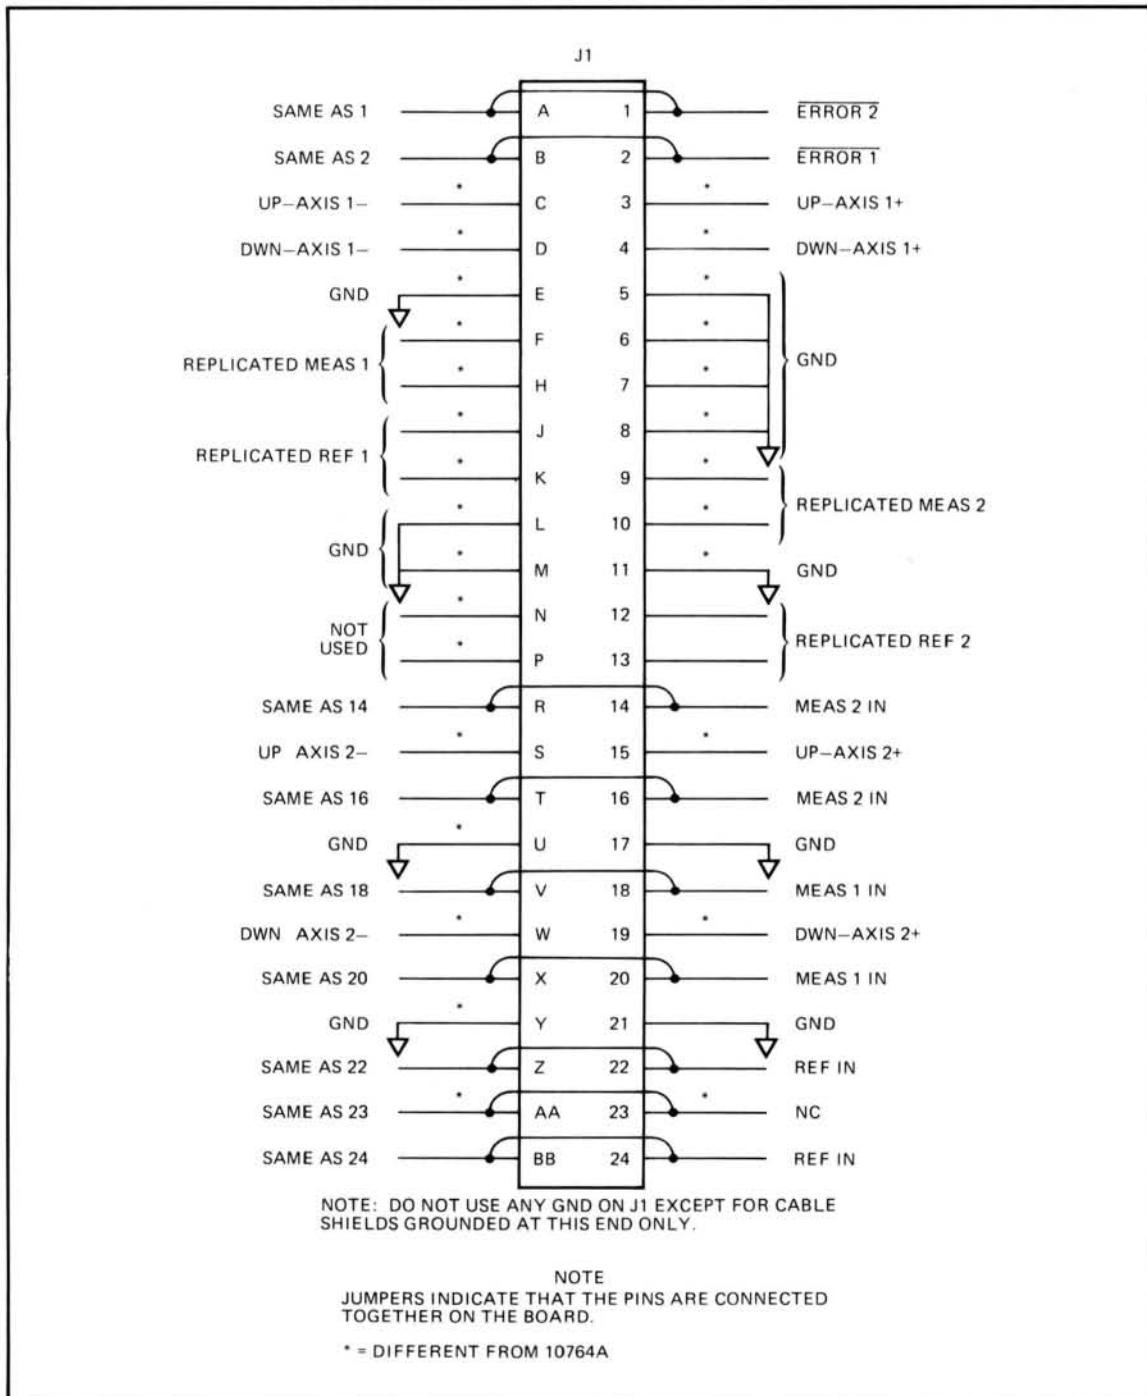 J1
SAME AS 1 A 1 ERROR 2
SAME AS 2 B 2 ERROR 1
* *
UP–AXIS 1– C 3 UP–AXIS 1+
* *
DWN–AXIS 1– D 4 DWN–AXIS 1+
* *
GND E 5
* *
F 6
REPLICATED MEAS 1 GND
* *
H 7
* *
J 8
REPLICATED REF 1
* *
K 9
REPLICATED MEAS 2
* *
L 10
GND
* *
M 11 GND
*
N 12
NOT
USED REPLICATED REF 2
*
P 13
SAME AS 14 R 14 MEAS 2 IN
* *
UP AXIS 2– S 15 UP–AXIS 2+
SAME AS 16 T 16 MEAS 2 IN
*
GND U 17 GND
SAME AS 18 V 18 MEAS 1 IN
* *
DWN AXIS 2– W 19 DWN–AXIS 2+
SAME AS 20 X 20 MEAS 1 IN
*
GND Y 21 GND
SAME AS 22 Z 22 REF IN
* *
SAME AS 23 AA 23 NC
SAME AS 24 BB 24 REF IN
NOTE: DO NOT USE ANY GND ON J1 EXCEPT FOR CABLE
SHIELDS GROUNDED AT THIS END ONLY.
NOTE
JUMPERS INDICATE THAT THE PINS ARE CONNECTED
TOGETHER ON THE BOARD.
* = DIFFERENT FROM 10764A